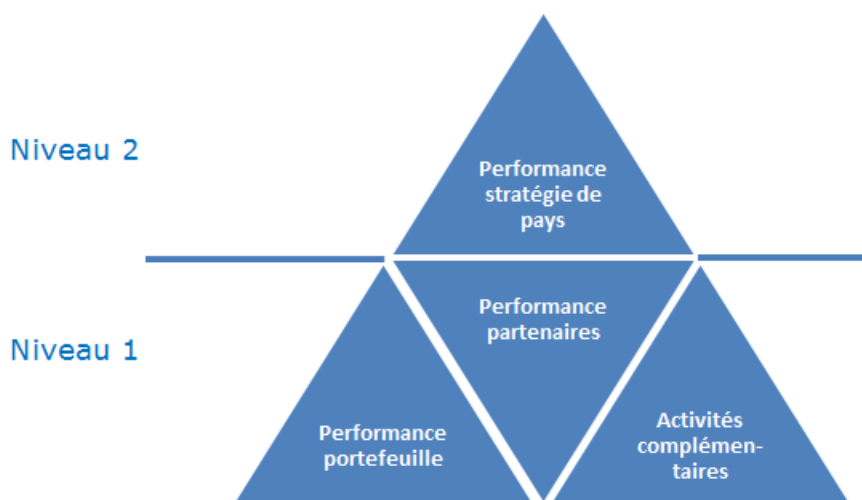 Niveau 2
Performance
stratégie de
pays
Niveau 1
Performance
partenaires
Performance
portefeuille
Activités
complémen-
taires